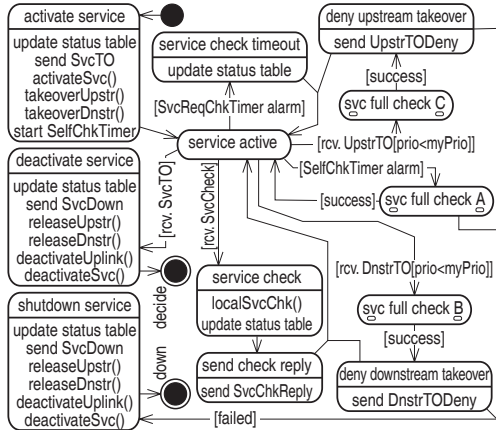 activate service
update status table
send SvcTO
activateSvc()
takeoverUpstr()
takeoverDnstr()
start SelfChkTimer
service check timeout
update status table
deny upstream takeover
send UpstrTODeny
[success]
svc full check C
[SvcReqChkTimer alarm]
service active
[rcv. UpstrTO[prio<myPrio]]
[SelfChkTimer alarm]
[success]
svc full check A
deactivate service
update status table
send SvcDown
releaseUpstr()
releaseDnstr()
deactivateUplink()
deactivateSvc()
[rcv. SvcTO]
[rcv. SvcCheck]
decide
service check
localSvcChk()
update status table
[rcv. DnstrTO[prio<myPrio]]
svc full check B
[success]
shutdown service
update status table
send SvcDown
releaseUpstr()
releaseDnstr()
deactivateUplink()
deactivateSvc()
down
send check reply
send SvcChkReply
deny downstream takeover
send DnstrTODeny
[failed]